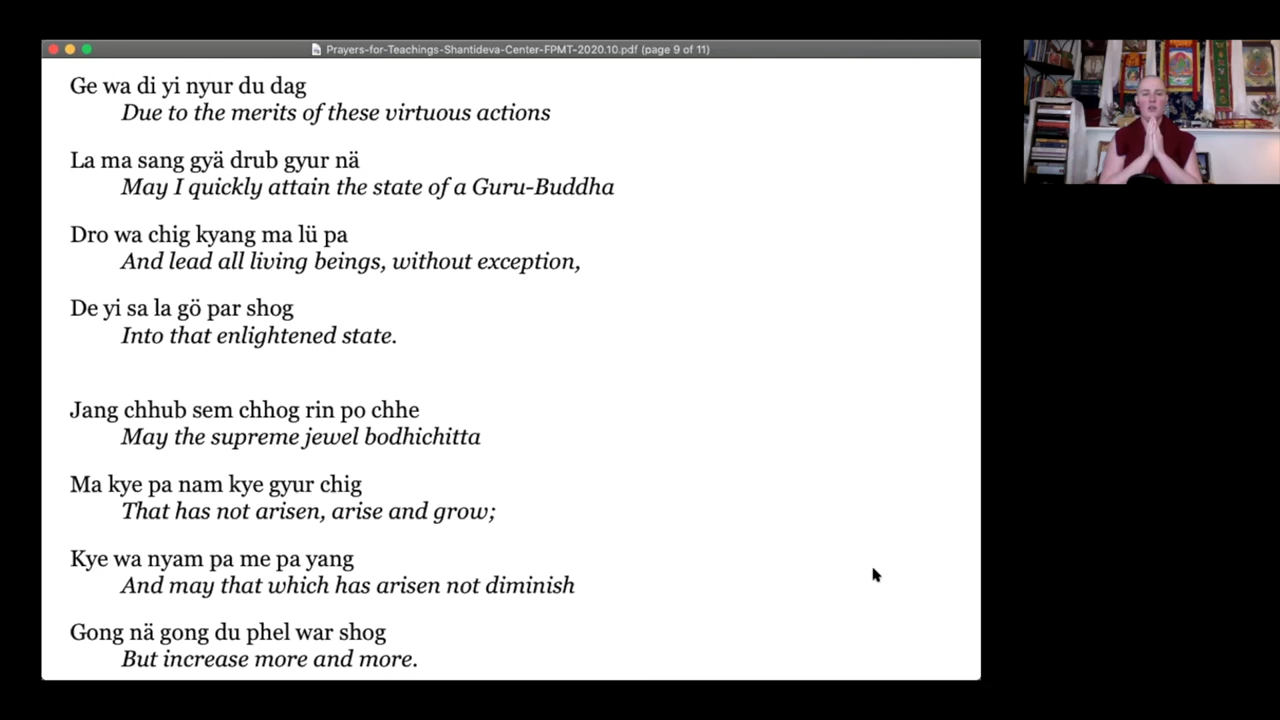 Prayers-for-Teachings-Shantideva-Center-FPMT-2020.10.pdf (page 9 of 11)
Ge wa di yi nyur du dag
Due to the merits of these virtuous actions
La ma sang gyä drub gyur nä
May I quickly attain the state of a Guru-Buddha
Dro wa chig kyang ma lü pa
And lead all living beings, without exception,
De yi sa la gö par shog
Into that enlightened state.
Jang chhub sem chhog rin po chhe
May the supreme jewel bodhichitta
Ma kye pa nam kye gyur chig
That has not arisen, arise and grow;
Kye wa nyam pa me pa yang
And may that which has arisen not diminish
Gong nä gong du phel war shog
But increase more and more.